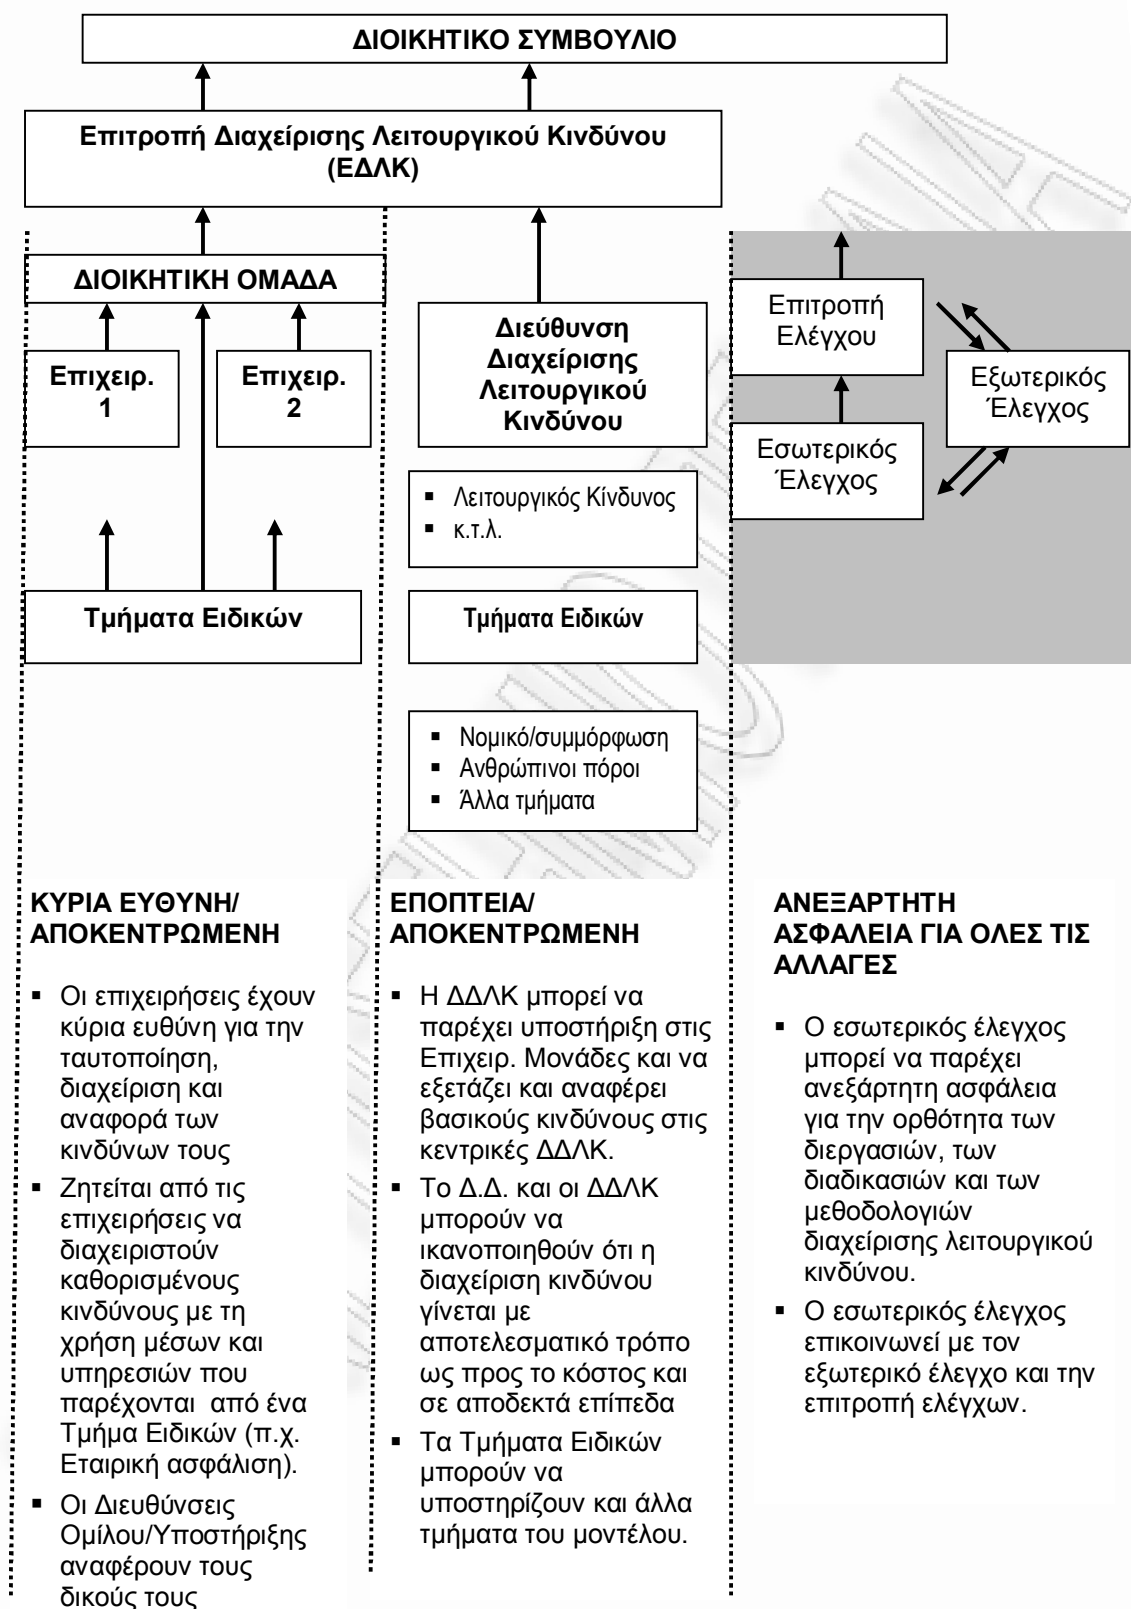 ΔΙΟΙΚΗΤΙΚΟ ΣΥΜΒΟΥΛΙΟ
Επιτροπή Διαχείρισης Λειτουργικού Κινδύνου
(ΕΔΛΚ)
ΔΙΟΙΚΗΤΙΚΗ ΟΜΑΔΑ
Επιχειρ.
1
Επιχειρ.
2
Τμήματα Ειδικών
Διεύθυνση
Διαχείρισης
Λειτουργικού
Κινδύνου
▪ Λειτουργικός Κίνδυνος
▪ κ.τ.λ.
Τμήματα Ειδικών
▪ Νομικό/συμμόρφωση
▪ Ανθρώπινοι πόροι
▪ Άλλα τμήματα
Επιτροπή
Ελέγχου
Εσωτερικός
Έλεγχος
Εξωτερικός
Έλεγχος
ΚΥΡΙΑ ΕΥΘΥΝΗ/
ΑΠΟΚΕΝΤΡΩΜΕΝΗ
▪ Οι επιχειρήσεις έχουν
κύρια ευθύνη για την
ταυτοποίηση,
διαχείριση και
αναφορά των
κινδύνων τους
▪ Ζητείται από τις
επιχειρήσεις να
διαχειριστούν
καθορισμένους
κινδύνους με τη
χρήση μέσων και
υπηρεσιών που
παρέχονται από ένα
Τμήμα Ειδικών (π.χ.
Εταιρική ασφάλιση).
▪ Οι Διευθύνσεις
Ομίλου/Υποστήριξης
αναφέρουν τους
δικούς τους
ΕΠΟΠΤΕΙΑ/
ΑΠΟΚΕΝΤΡΩΜΕΝΗ
▪ Η ΔΔΛΚ μπορεί να
παρέχει υποστήριξη στις
Επιχειρ. Μονάδες και να
εξετάζει και αναφέρει
βασικούς κινδύνους στις
κεντρικές ΔΔΛΚ.
▪ Το Δ.Δ. και οι ΔΔΛΚ
μπορούν να
ικανοποιηθούν ότι η
διαχείριση κινδύνου
γίνεται με
αποτελεσματικό τρόπο
ως προς το κόστος και
σε αποδεκτά επίπεδα
▪ Τα Τμήματα Ειδικών
μπορούν να
υποστηρίζουν και άλλα
τμήματα του μοντέλου.
ΑΝΕΞΑΡΤΗΤΗ
ΑΣΦΑΛΕΙΑ ΓΙΑ ΟΛΕΣ ΤΙΣ
ΑΛΛΑΓΕΣ
▪ Ο εσωτερικός έλεγχος
μπορεί να παρέχει
ανεξάρτητη ασφάλεια
για την ορθότητα των
διεργασιών, των
διαδικασιών και των
μεθοδολογιών
διαχείρισης λειτουργικού
κινδύνου.
▪ Ο εσωτερικός έλεγχος
επικοινωνεί με τον
εξωτερικό έλεγχο και την
επιτροπή ελέγχων.